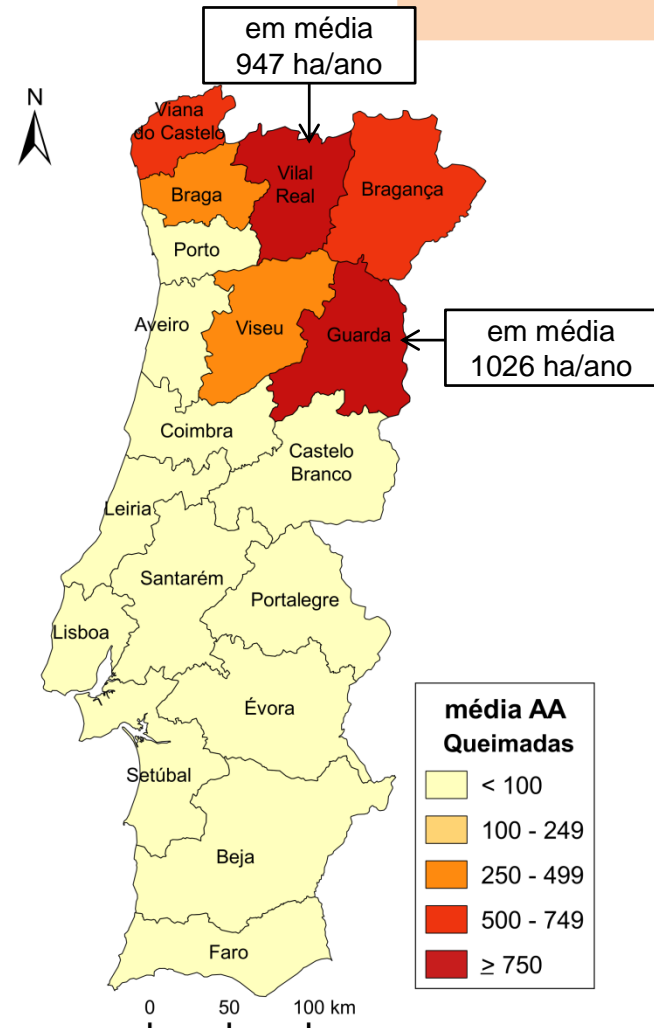 em média
947 ha/ano
N
Viana
do Castelo
Braga
Vilal
Real
Bragança
Porto
Aveiro
Viseu
Guarda
em média
1026 ha/ano
Coimbra
Castelo
Branco
Leiria
Santarém
Portalegre
Lisboa
Évora
Setúbal
Beja
Faro
média AA
Queimadas
< 100
100 - 249
250 - 499
500 - 749
≥ 750
0 50 100 km